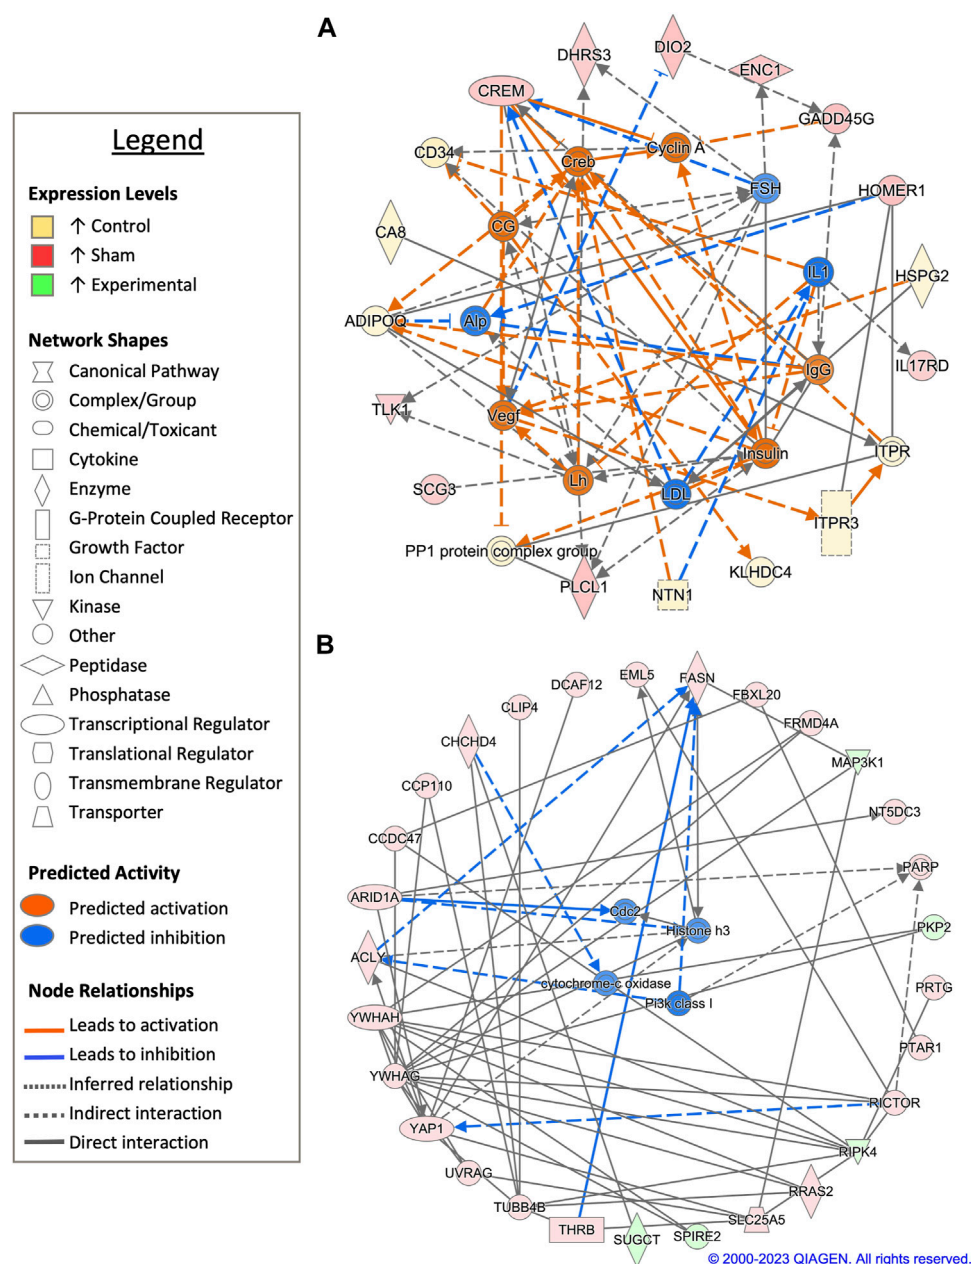 A
Legend
Expression Levels
↑ Control
↑ Sham
↑ Experimental
Network Shapes
Canonical Pathway
Complex/Group
Chemical/Toxicant
Cytokine
Enzyme
G-Protein Coupled Receptor
Growth Factor
Ion Channel
Kinase
Other
Peptidase
Phosphatase
Transcriptional Regulator
Translational Regulator
Transmembrane Regulator
Transporter
Predicted Activity
Predicted activation
Predicted inhibition
Node Relationships
Leads to activation
Leads to inhibition
Inferred relationship
Indirect interaction
Direct interaction
DHRS3
DIO2
ENC1
CREM
GADD45G
CD34
Creb
Cyclin A
FSH
HOMER1
CA8
CG
IL1
HSPG2
ADIPOQ
Alp
IL17RD
IgG
TLK1
Vegf
Insulin
ITPR
SCG3
Lh
LDL
ITPR3
PP1 protein complex group
PLCL1
NTN1
KLHDC4
B
DCAF12
EML5
FASN
FBXL20
CLIP4
FRMD4A
CHCHD4
MAP3K1
CCP110
NT5DC3
CCDC47
PARP
ARID1A
Cdc2
Histone h3
PKP2
ACLY
cytochrome-c oxidase
Pi3k class I
PRTG
YWHAH
PTAR1
YWHAG
RICTOR
YAP1
RIPK4
UVRAG
RRAS2
TUBB4B
THRB
SUGCT
SPIRE2
SLC25A5
© 2000-2023 QIAGEN. All rights reserved.